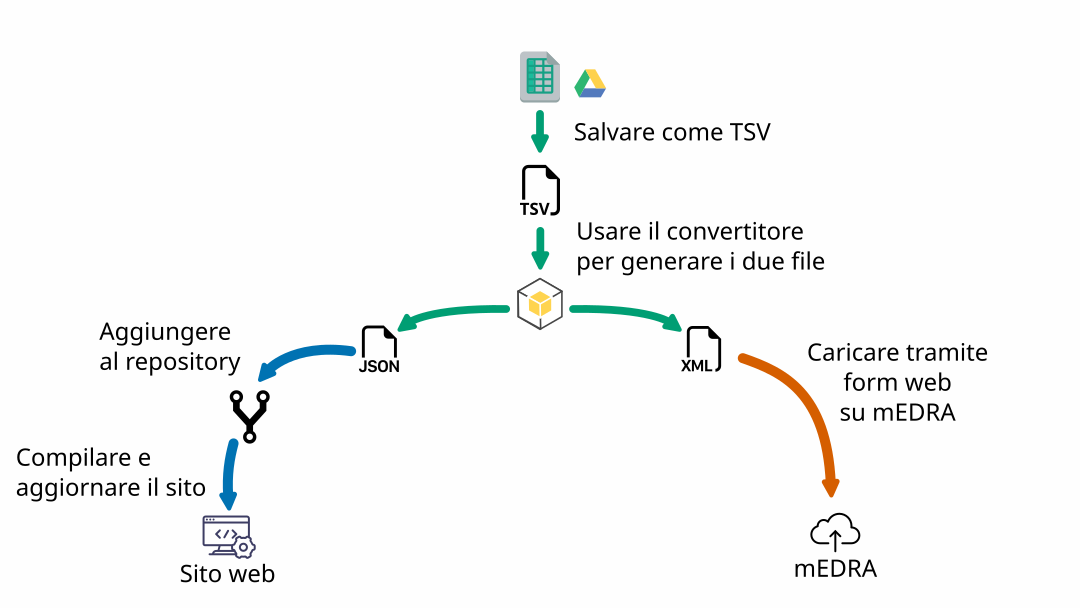 Salvare come TSV
TSV
Usare il convertitore
per generare i due file
Aggiungere
al repository
JSON
XML
Caricare tramite
form web
su mEDRA
Compilare e
aggiornare il sito
Sito web
mEDRA